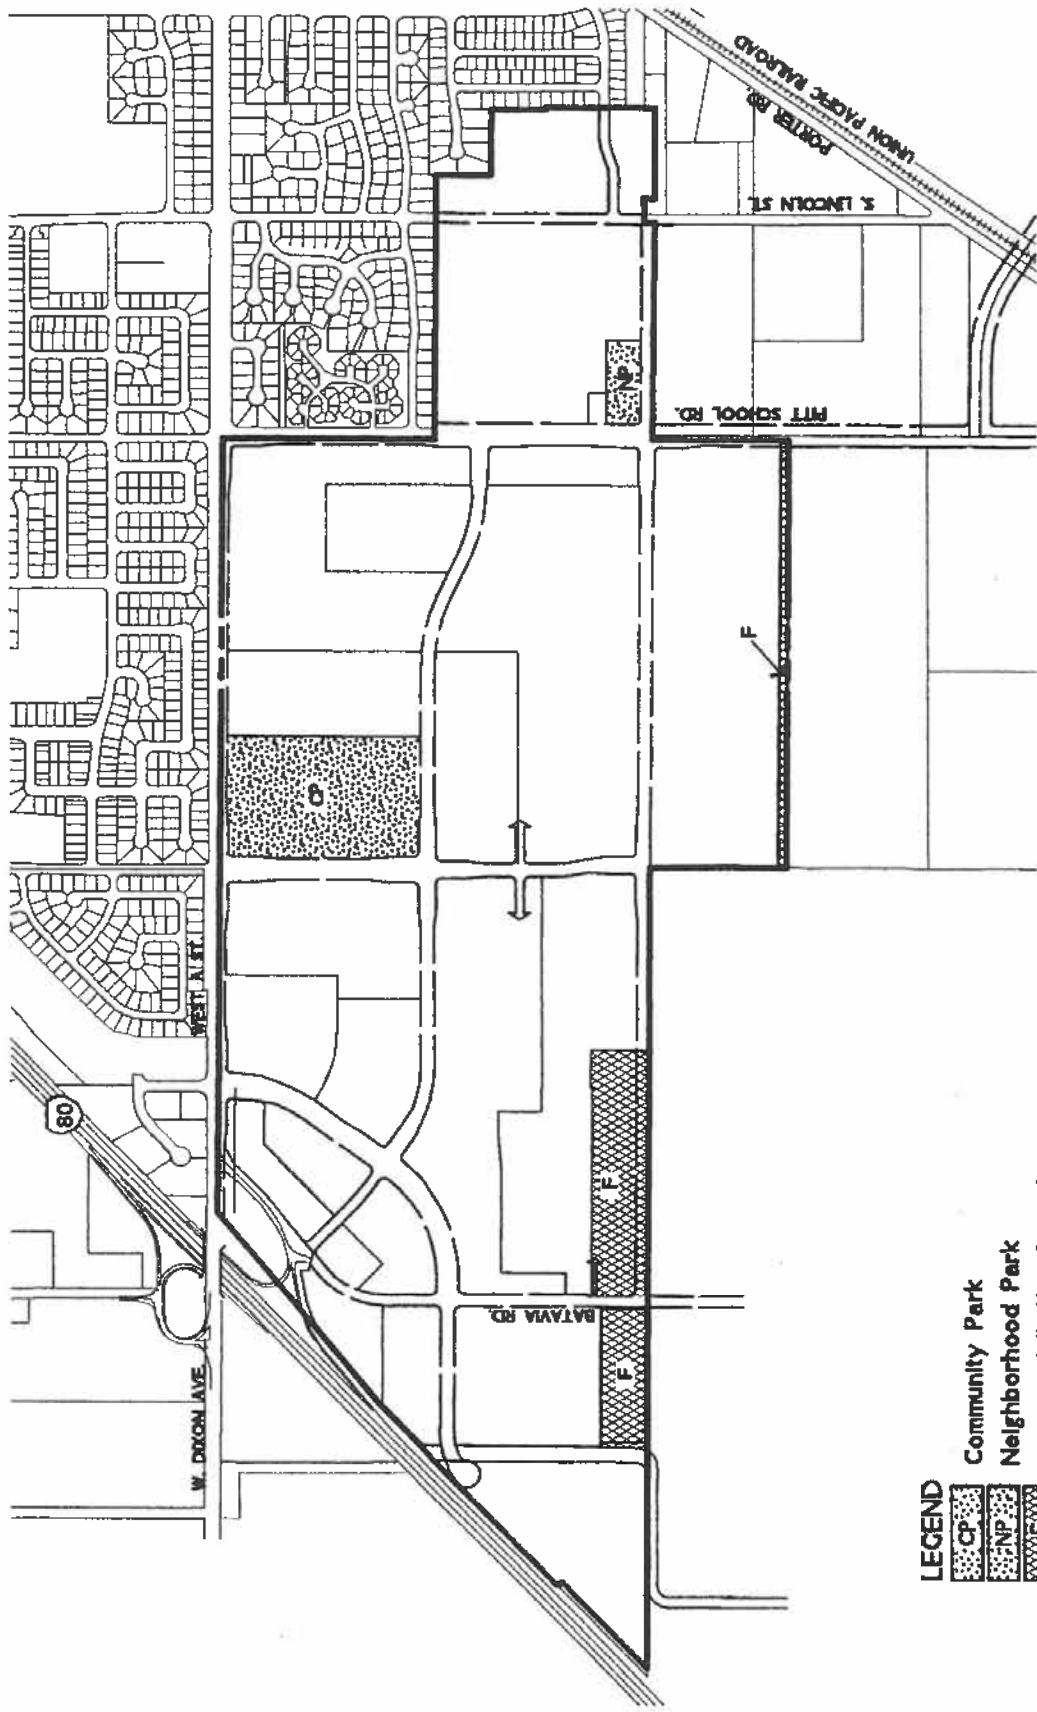 UNION PACIFIC RAILROAD
PORTER RD.
S. LINCOLN ST.
PITT SCHOOL RD.
NP
F
CP
WEST A ST.
80
F
BATAVIA RD.
F
W. DIXON AVE.
LEGEND
CP Community Park
NP Neighborhood Park